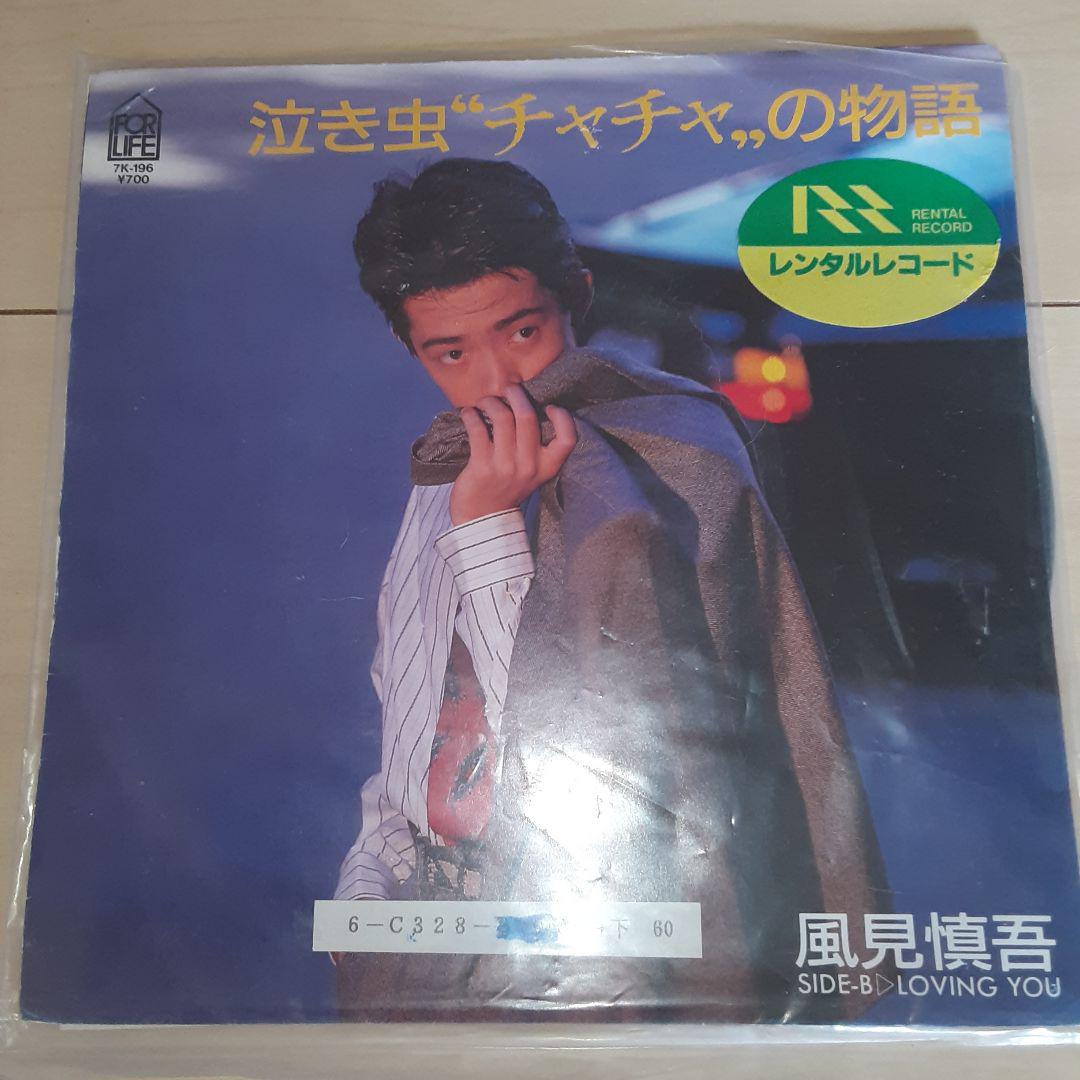 泣き虫“チャチャ”の物語
FOR
LIFE
7K-196
¥700
RENTAL
RECORD
レンタルレコード
6-C328- 下 60
風見慎吾
SIDE-B▷LOVING YOU